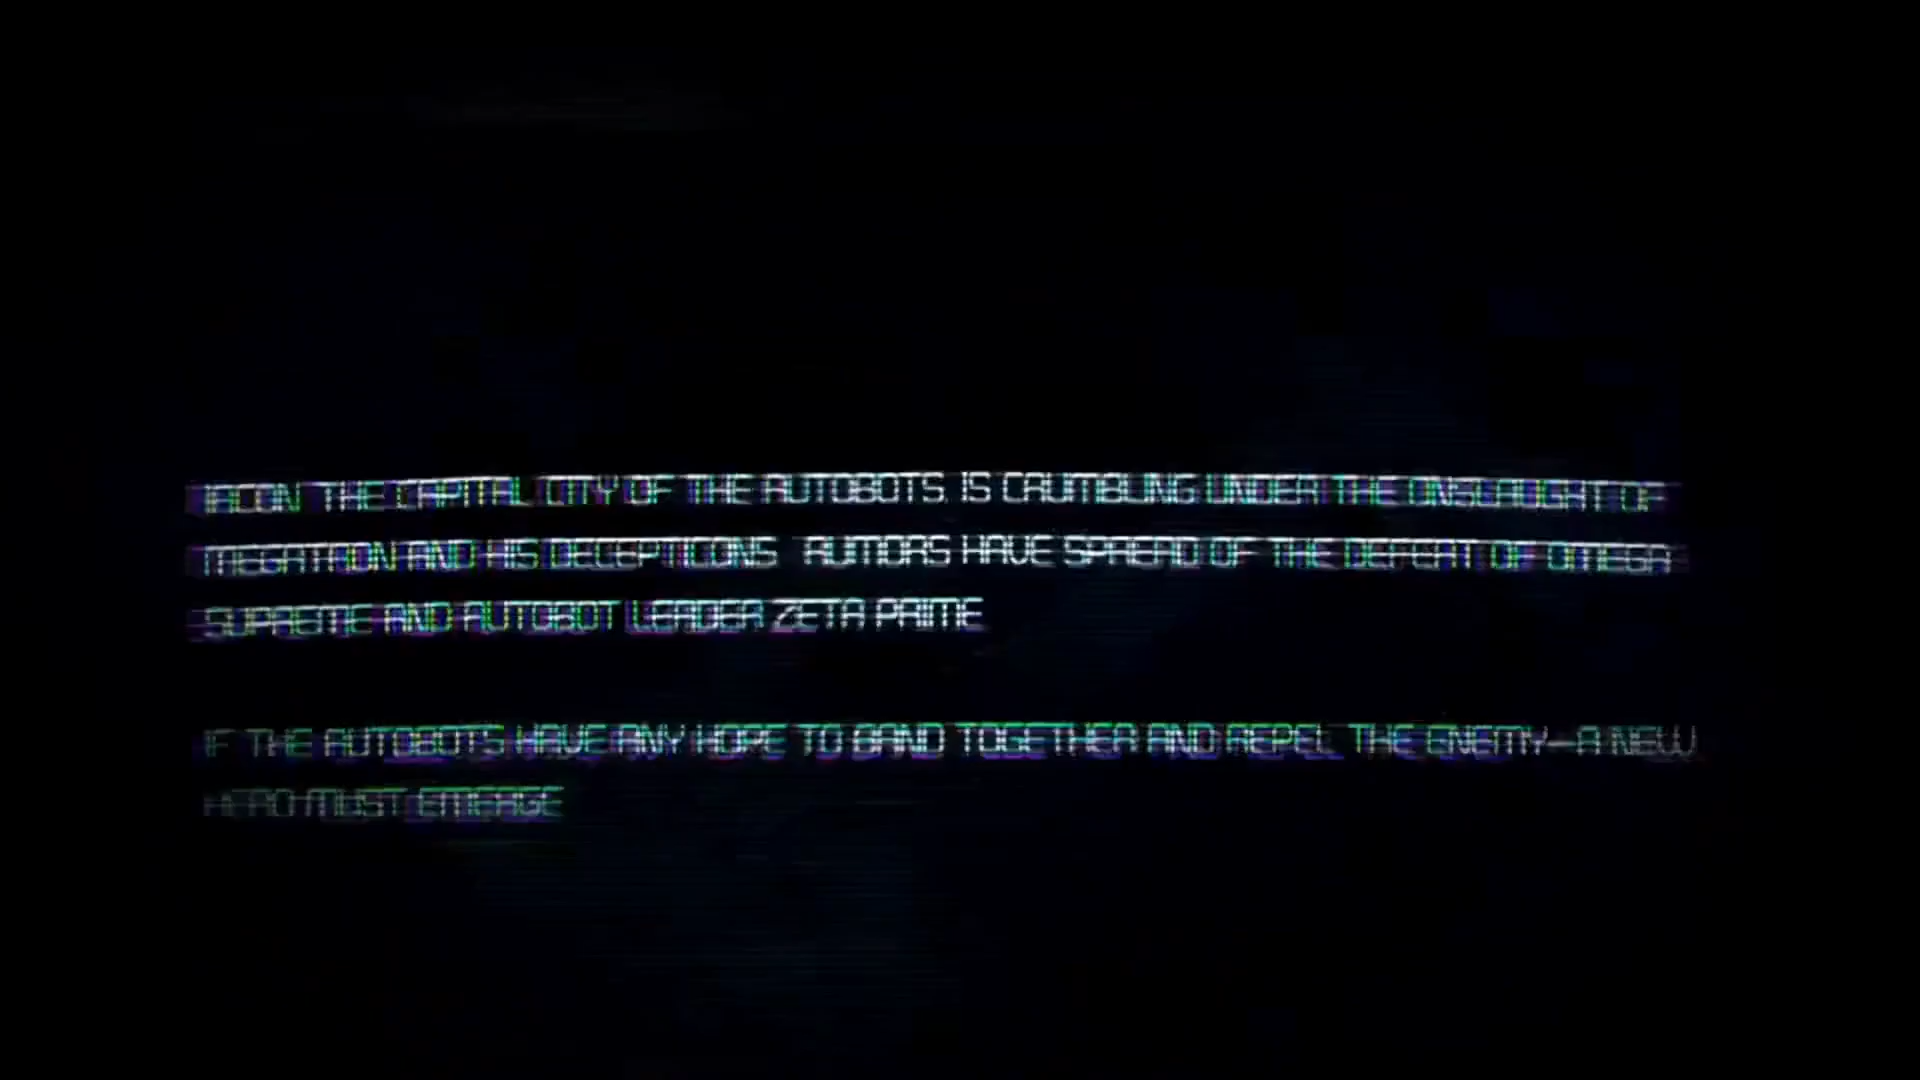 IACON THE CAPITAL CITY OF THE AUTOBOTS, IS CRUMBLING UNDER THE ONSLAUGHT OF
MEGATRON AND HIS DECEPTICONS RUMORS HAVE SPREAD OF THE DEFEAT OF OMEGA
SUPREME AND AUTOBOT LEADER ZETA PRIME
IF THE AUTOBOTS HAVE ANY HOPE TO BAND TOGETHER AND REPEL THE ENEMY—A NEW
HERO MUST EMERGE